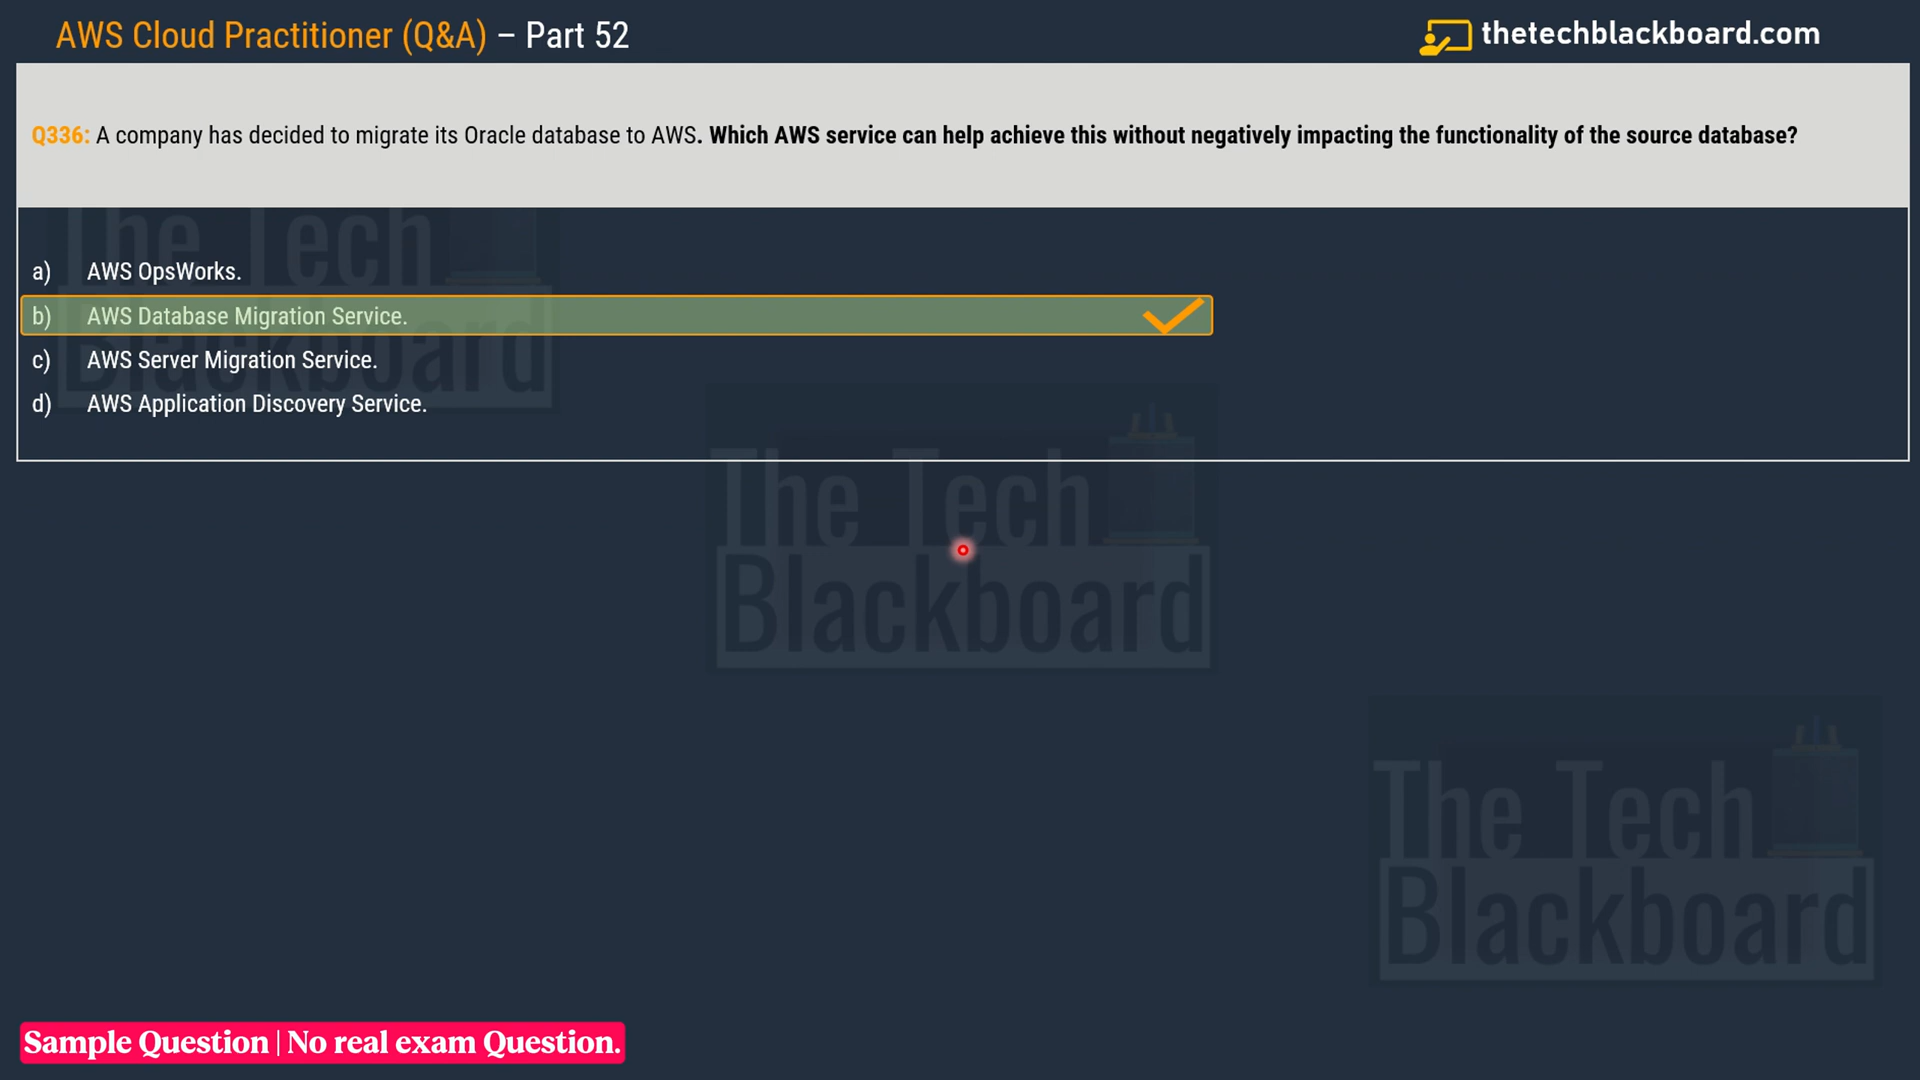 AWS Cloud Practitioner (Q&A) – Part 52
thetechblackboard.com
Q336: A company has decided to migrate its Oracle database to AWS. Which AWS service can help achieve this without negatively impacting the functionality of the source database?
a) AWS OpsWorks.
b) AWS Database Migration Service.
c) AWS Server Migration Service.
d) AWS Application Discovery Service.
The Tech
Blackboard
The Tech
Blackboard
The Tech
Blackboard
Sample Question | No real exam Question.